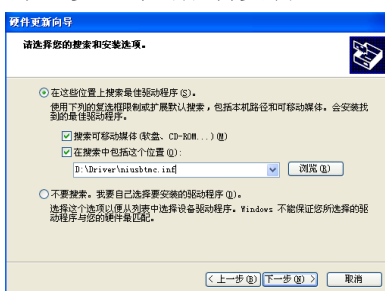 硬件更新向导
请选择您的搜索和安装选项。
在这些位置上搜索最佳驱动程序(S)。
使用下列的复选框限制或扩展默认搜索，包括本机路径和可移动媒体。会安装找
到的最佳驱动程序。
搜索可移动媒体(软盘、CD-ROM...)(M)
在搜索中包括这个位置(O):
D:\Driver\niusbtmc.inf
浏览(R)
不要搜索。我要自己选择要安装的驱动程序(D)。
选择这个选项以便从列表中选择设备驱动程序。Windows 不能保证您所选择的驱
动程序与您的硬件最匹配。
< 上一步(B) 下一步(N) > 取消